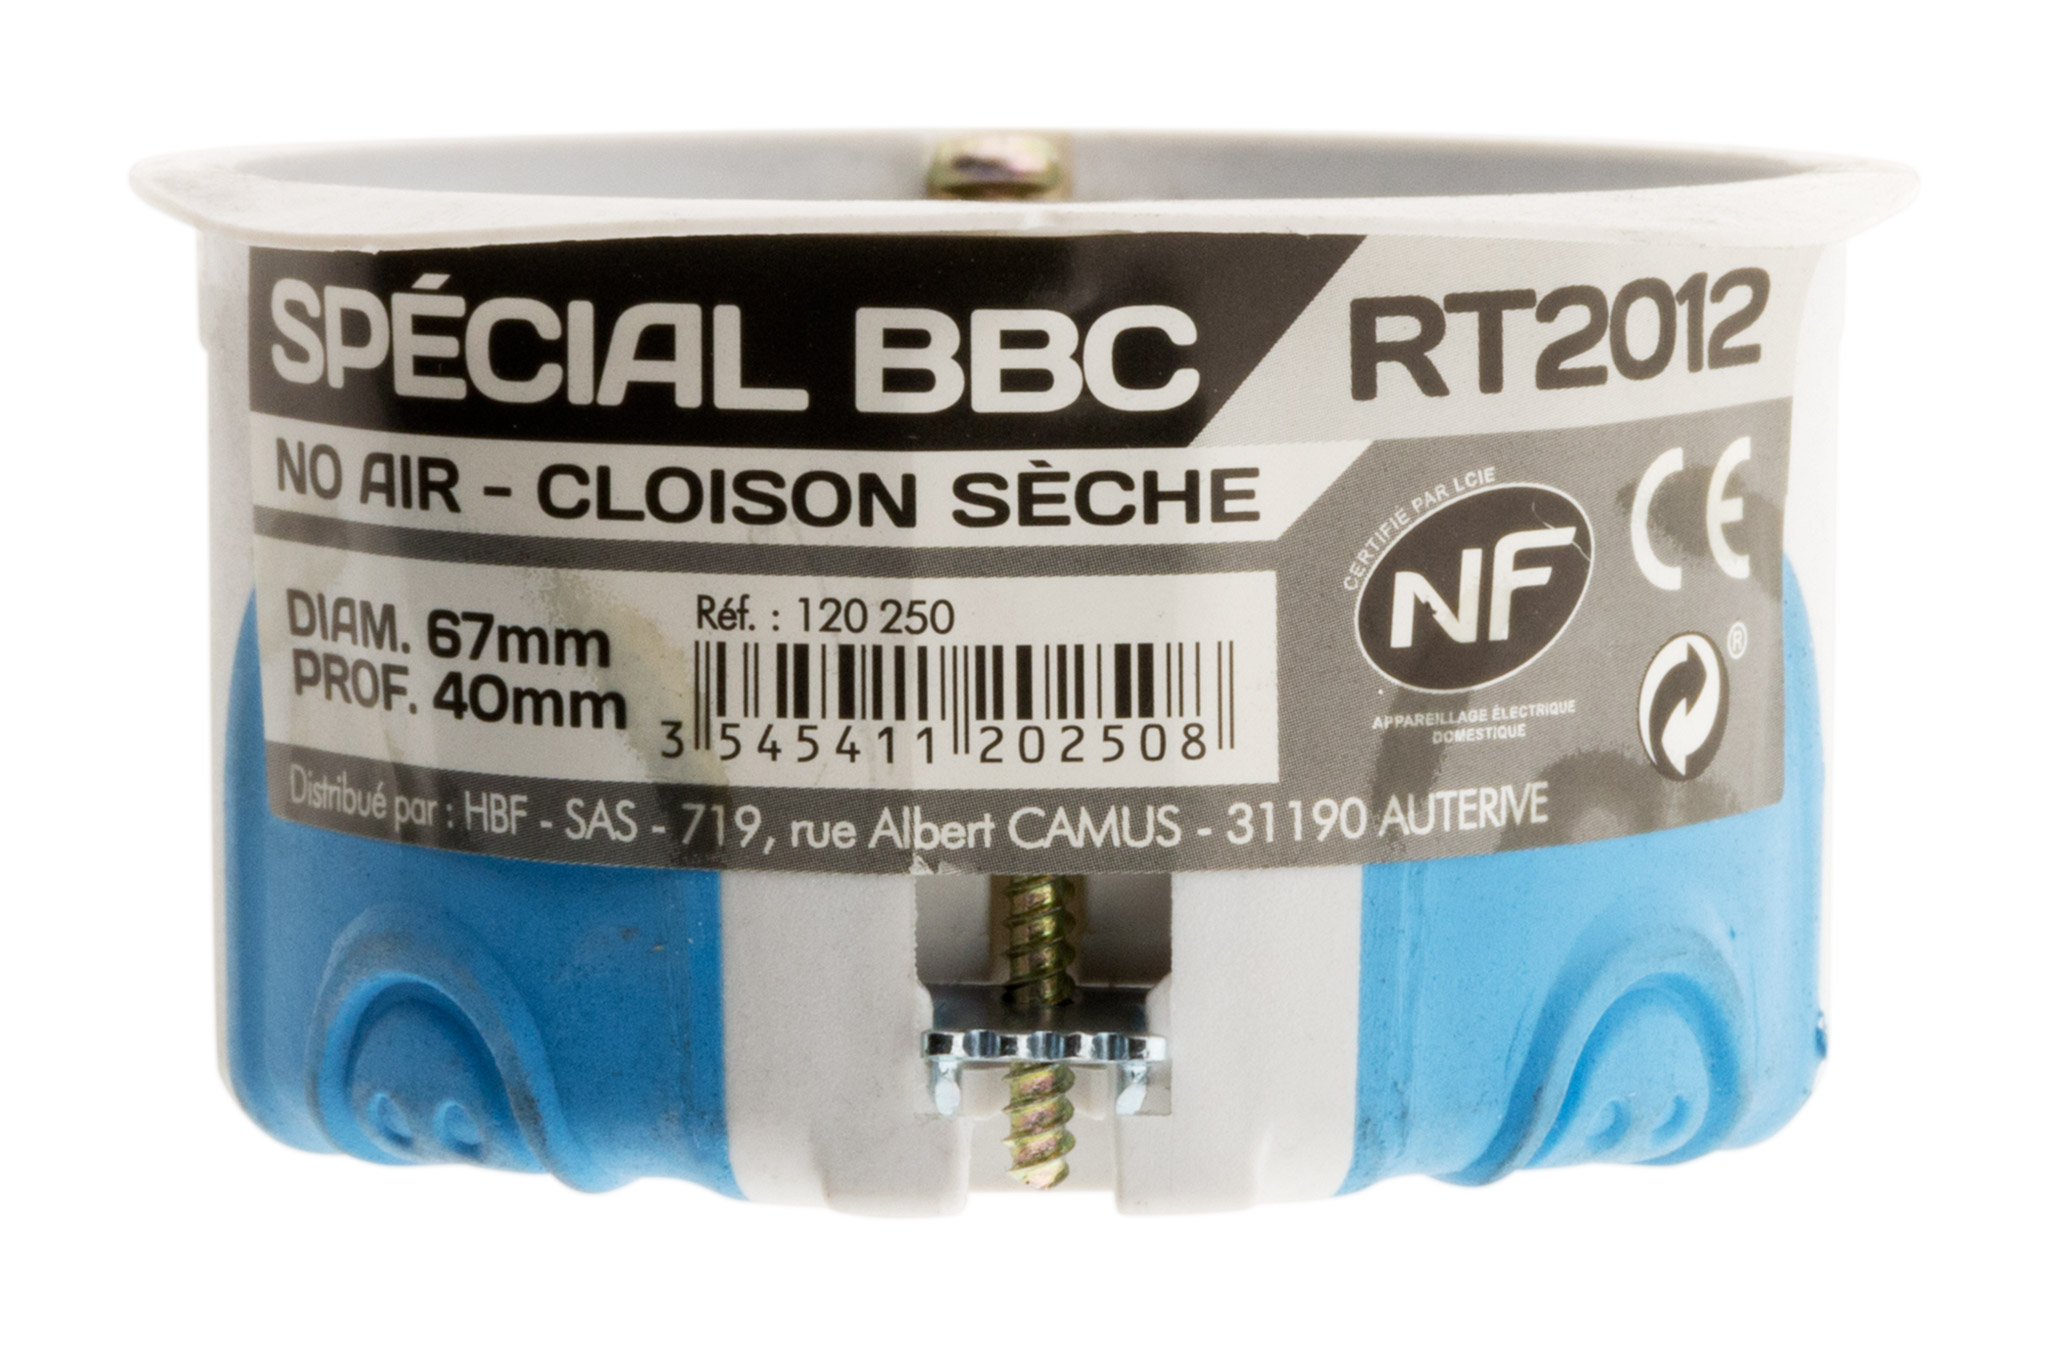 SPÉCIAL BBC
RT2012
NO AIR - CLOISON SÈCHE
DIAM. 67mm
PROF. 40mm
Réf. : 120 250
3 545411 202508
CERTIFIÉ PAR LCIE
NF
APPAREILLAGE ÉLECTRIQUE
DOMESTIQUE
CE
®
Distribué par : HBF - SAS - 719, rue Albert CAMUS - 31190 AUTERIVE